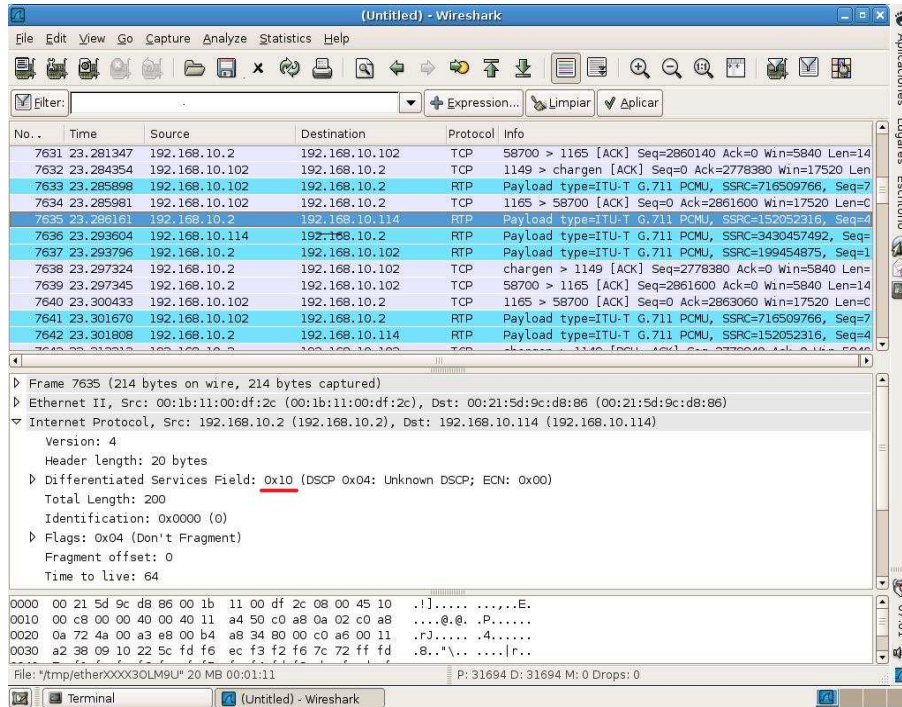 (Untitled) - Wireshark
File Edit View Go Capture Analyze Statistics Help
Filter: Expression... Limpiar Aplicar
No. . Time Source Destination Protocol Info
7631 23.281347 192.168.10.2 192.168.10.102 TCP 58700 > 1165 [ACK] Seq=2860140 Ack=0 Win=5840 Len=14
7632 23.284354 192.168.10.102 192.168.10.2 TCP 1149 > chargen [ACK] Seq=0 Ack=2778380 Win=17520 Len
7633 23.285898 192.168.10.102 192.168.10.2 RTP Payload type=ITU-T G.711 PCMU, SSRC=716509766, Seq=7
7634 23.285981 192.168.10.102 192.168.10.2 TCP 1165 > 58700 [ACK] Seq=0 Ack=2861600 Win=17520 Len=0
7635 23.286161 192.168.10.2 192.168.10.114 RTP Payload type=ITU-T G.711 PCMU, SSRC=152052316, Seq=4
7636 23.293604 192.168.10.114 192.168.10.2 RTP Payload type=ITU-T G.711 PCMU, SSRC=3430457492, Seq=
7637 23.293796 192.168.10.2 192.168.10.102 RTP Payload type=ITU-T G.711 PCMU, SSRC=199454875, Seq=1
7638 23.297324 192.168.10.2 192.168.10.102 TCP chargen > 1149 [ACK] Seq=2778380 Ack=0 Win=5840 Len=
7639 23.297345 192.168.10.2 192.168.10.102 TCP 58700 > 1165 [ACK] Seq=2861600 Ack=0 Win=5840 Len=14
7640 23.300433 192.168.10.102 192.168.10.2 TCP 1165 > 58700 [ACK] Seq=0 Ack=2863060 Win=17520 Len=0
7641 23.301670 192.168.10.102 192.168.10.2 RTP Payload type=ITU-T G.711 PCMU, SSRC=716509766, Seq=7
7642 23.301808 192.168.10.2 192.168.10.114 RTP Payload type=ITU-T G.711 PCMU, SSRC=152052316, Seq=4
Frame 7635 (214 bytes on wire, 214 bytes captured)
Ethernet II, Src: 00:1b:11:00:df:2c (00:1b:11:00:df:2c), Dst: 00:21:5d:9c:d8:86 (00:21:5d:9c:d8:86)
Internet Protocol, Src: 192.168.10.2 (192.168.10.2), Dst: 192.168.10.114 (192.168.10.114)
Version: 4
Header length: 20 bytes
Differentiated Services Field: 0x10 (DSCP 0x04: Unknown DSCP; ECN: 0x00)
Total Length: 200
Identification: 0x0000 (0)
Flags: 0x04 (Don't Fragment)
Fragment offset: 0
Time to live: 64
0000 00 21 5d 9c d8 86 00 1b 11 00 df 2c 08 00 45 10 .!]..... ...,..E.
0010 00 c8 00 00 40 00 40 11 a4 50 c0 a8 0a 02 c0 a8 ....@.@. .P......
0020 0a 72 4a 00 a3 e8 00 b4 a8 34 80 00 c0 a6 00 11 .rJ..... .4......
0030 a2 38 09 10 22 5c fd f6 ec f3 f2 f6 7c 72 ff fd .8.."\.. ....|r..
File: "/tmp/etherXXXX3OLM9U" 20 MB 00:01:11 P: 31694 D: 31694 M: 0 Drops: 0
Terminal (Untitled) - Wireshark
Aplicaciones Lugares Escritorio